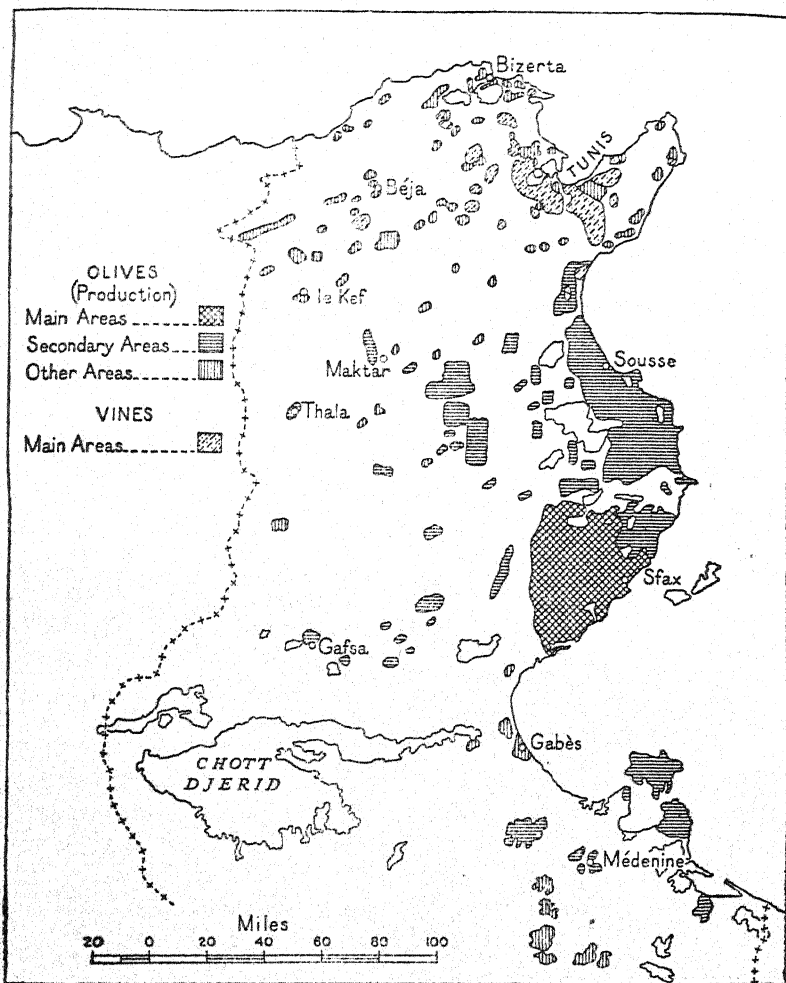 Bizerta
TUNIS
Béja
OLIVES
(Production)
Main Areas
Secondary Areas
Other Areas
VINES
Main Areas
le Kef
Maktar
Sousse
Thala
Sfax
Gafsa
Gabès
CHOTT
DJERID
Médenine
Miles
20 0 20 40 60 80 100